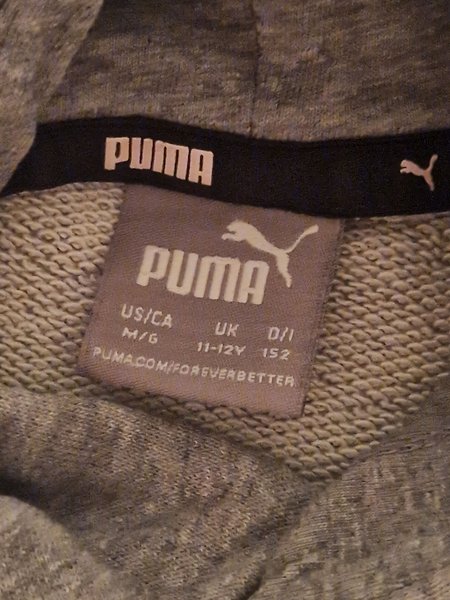 PUMA
PUMA
US/CA UK D/I
M/G 11-12Y 152
PUMA.COM/FOREVERBETTER